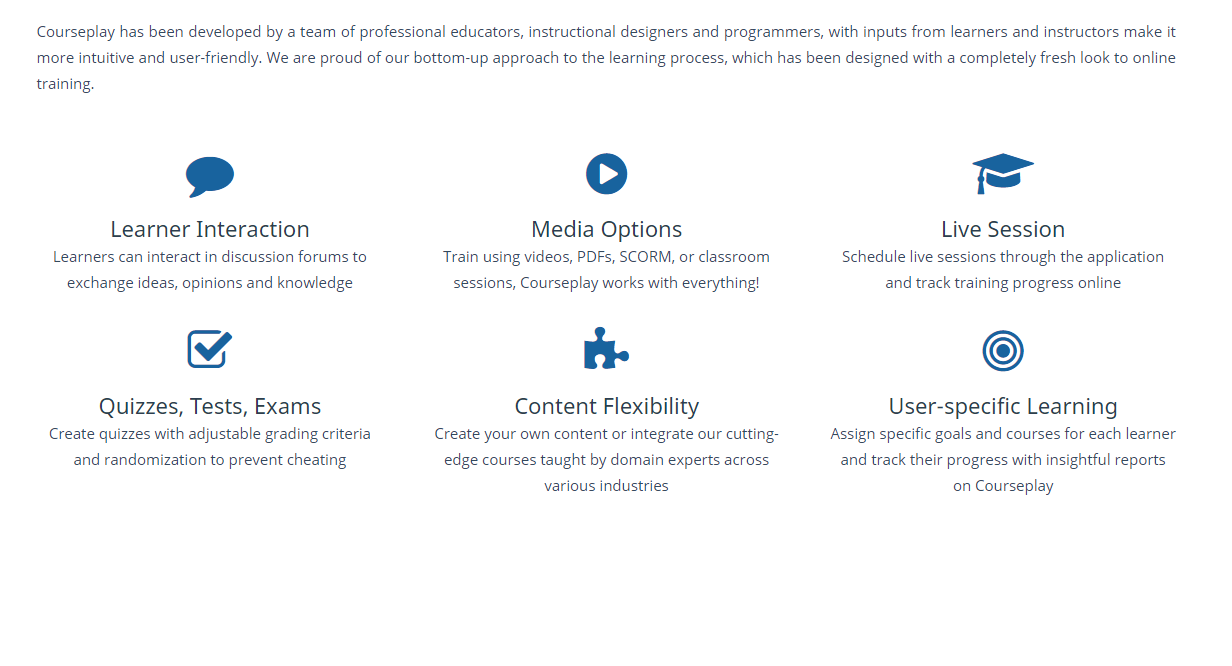 Courseplay has been developed by a team of professional educators, instructional designers and programmers, with inputs from learners and instructors make it
more intuitive and user-friendly. We are proud of our bottom-up approach to the learning process, which has been designed with a completely fresh look to online
training.
Learner Interaction
Learners can interact in discussion forums to
exchange ideas, opinions and knowledge
Media Options
Train using videos, PDFs, SCORM, or classroom
sessions, Courseplay works with everything!
Live Session
Schedule live sessions through the application
and track training progress online
Quizzes, Tests, Exams
Create quizzes with adjustable grading criteria
and randomization to prevent cheating
Content Flexibility
Create your own content or integrate our cutting-
edge courses taught by domain experts across
various industries
User-specific Learning
Assign specific goals and courses for each learner
and track their progress with insightful reports
on Courseplay